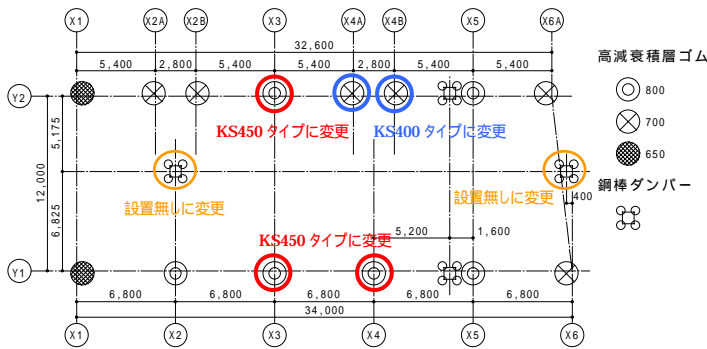 X1 X2A X2B X3 X4A X4B X5 X6A
32,600
5,400 2,800 5,400 5,400 2,800 5,400 5,400
高減衰積層ゴム
800
700
650
鋼棒ダンパー
Y2
KS450 タイプに変更 KS400 タイプに変更
5,175
12,000
6,825
設置無しに変更 設置無しに変更
400
KS450 タイプに変更
5,200 1,600
Y1
6,800 6,800 6,800 6,800 6,800
34,000
X1 X2 X3 X4 X5 X6